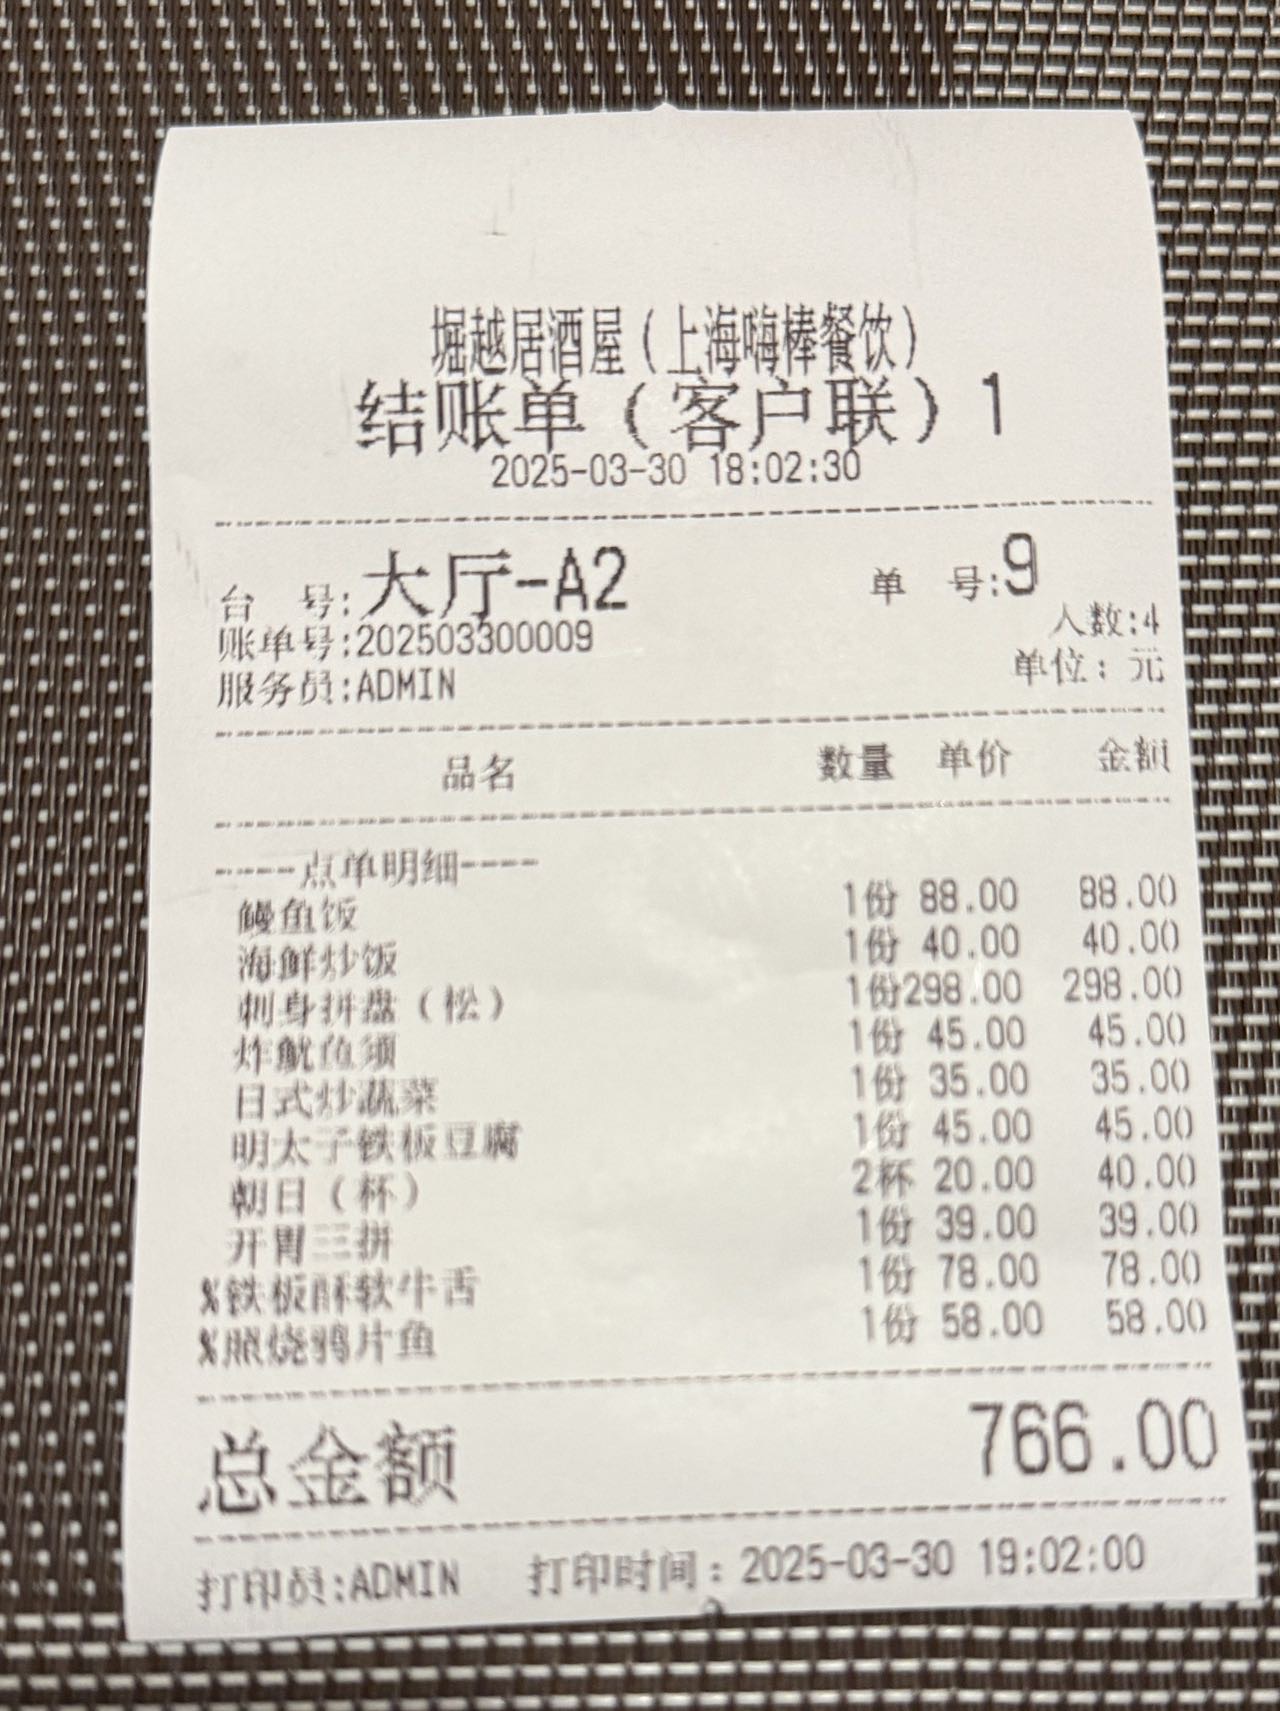 堀越居酒屋(上海嗨棒餐饮)
结账单(客户联)1
2025-03-30 18:02:30
台 号:大厅-A2 单 号:9
账单号:202503300009 人数:4
服务员:ADMIN 单位：元
品名 数量 单价 金额
----点单明细----
鳗鱼饭 1份 88.00 88.00
海鲜炒饭 1份 40.00 40.00
刺身拼盘(松) 1份298.00 298.00
炸鱿鱼须 1份 45.00 45.00
日式炒蔬菜 1份 35.00 35.00
明太子铁板豆腐 1份 45.00 45.00
朝日(杯) 2杯 20.00 40.00
开胃三拼 1份 39.00 39.00
%铁板酥软牛舌 1份 78.00 78.00
%照烧鸦片鱼 1份 58.00 58.00
总金额 766.00
打印员:ADMIN 打印时间：2025-03-30 19:02:00